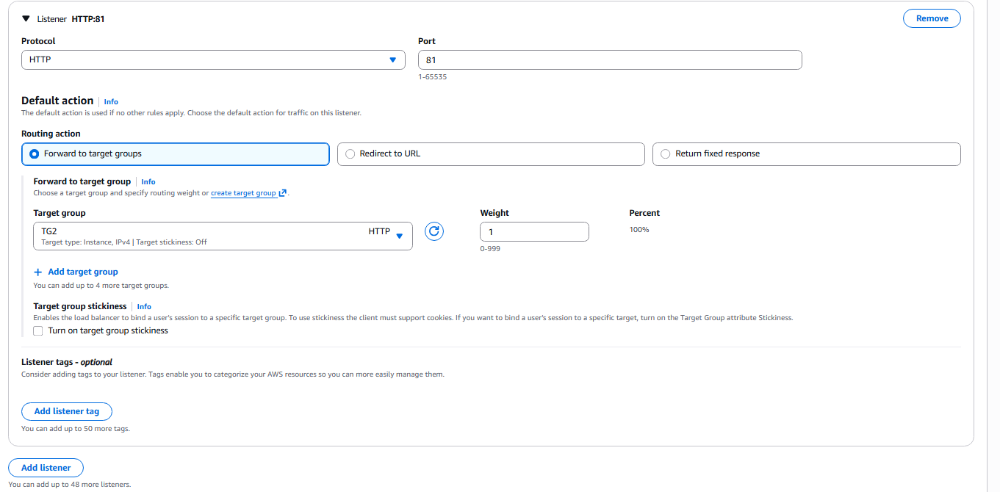 Listener HTTP:81
Remove
Protocol
Port
HTTP
81
1-65535
Default action
Info
The default action is used if no other rules apply. Choose the default action for traffic on this listener.
Routing action
Forward to target groups
Redirect to URL
Return fixed response
Forward to target group
Info
Choose a target group and specify routing weight or create target group .
Target group
Weight
Percent
TG2
HTTP
Target type: Instance, IPv4 | Target stickiness: Off
1
100%
0-999
Add target group
You can add up to 4 more target groups.
Target group stickiness
Info
Enables the load balancer to bind a user's session to a specific target group. To use stickiness the client must support cookies. If you want to bind a user's session to a specific target, turn on the Target Group attribute Stickiness.
Turn on target group stickiness
Listener tags - optional
Consider adding tags to your listener. Tags enable you to categorize your AWS resources so you can more easily manage them.
Add listener tag
You can add up to 50 more tags.
Add listener
You can add up to 48 more listeners.